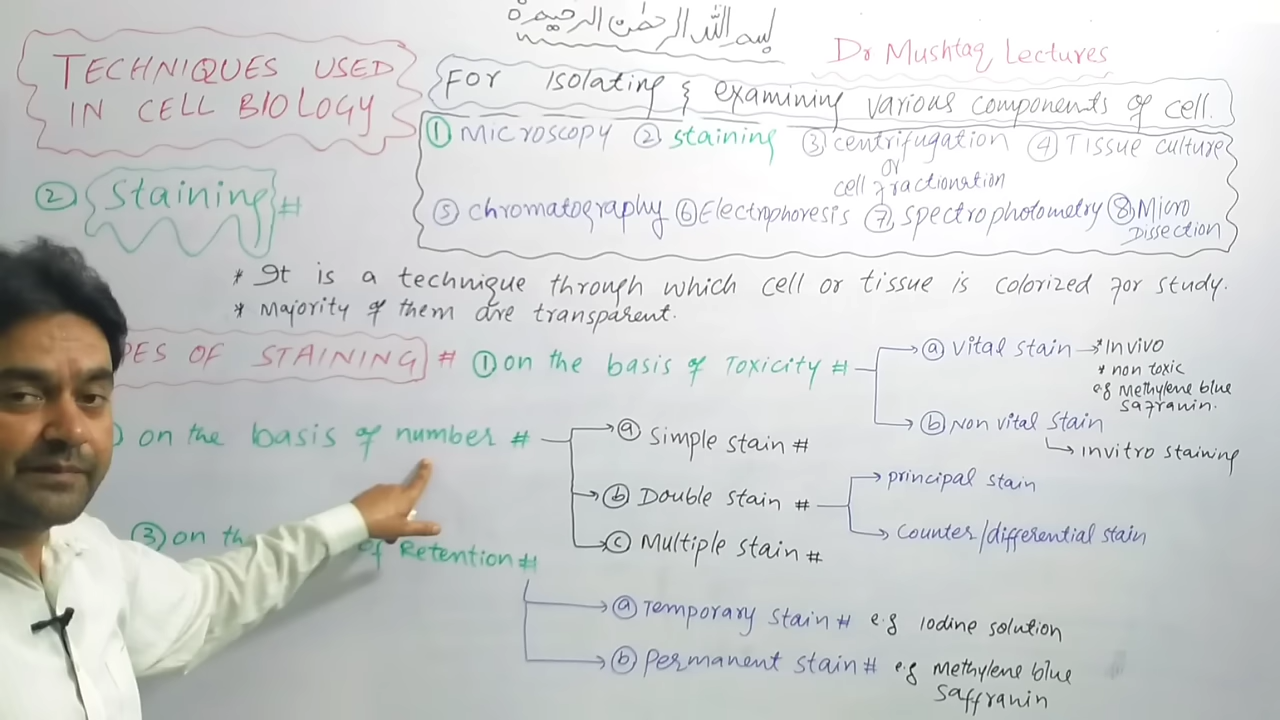 بسم اللہ الرحمٰن الرحیم
Dr Mushtaq Lectures
TECHNIQUES USED
IN CELL BIOLOGY
FOR Isolating & examining various components of cell.
① Microscopy ② staining ③ centrifugation ④ Tissue culture
or
cell fractionation
⑤ chromatography ⑥ Electrophoresis ⑦ spectrophotometry ⑧ Micro
Dissection
② Staining #
* It is a technique through which cell or tissue is colorized for study.
* Majority of them are transparent.
PES OF STAINING # ① on the basis of Toxicity #
ⓐ vital stain → * Invivo
* non toxic
e.g Methylene blue
Safranin.
ⓑ Non vital stain
Invitro staining
on the basis of number #
ⓐ Simple stain #
ⓑ Double stain #
principal stain
counter/differential stain
ⓒ Multiple stain #
③ on th of Retention #
ⓐ Temporary stain # e.g Iodine solution
ⓑ Permanent stain # e.g Methylene blue
Saffranin